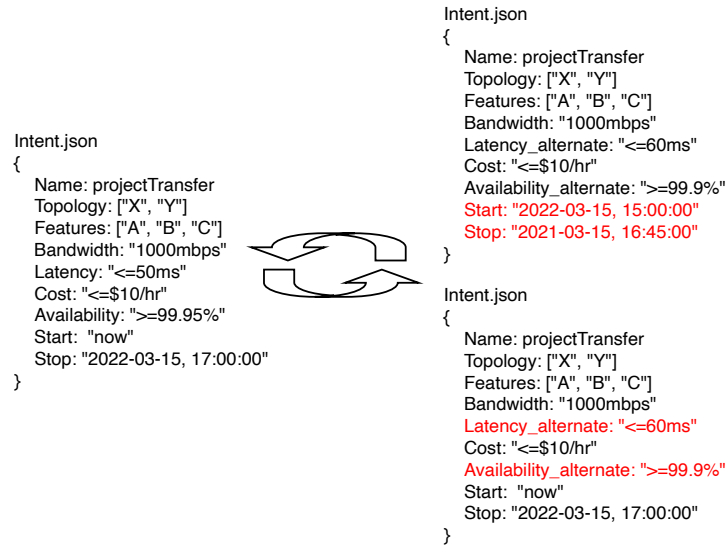 Intent.json
{
Name: projectTransfer
Topology: ["X", "Y"]
Features: ["A", "B", "C"]
Bandwidth: "1000mbps"
Latency: "<=50ms"
Cost: "<=$10/hr"
Availability: ">=99.95%"
Start:  "now"
Stop: "2022-03-15, 17:00:00"
}
Intent.json
{
Name: projectTransfer
Topology: ["X", "Y"]
Features: ["A", "B", "C"]
Bandwidth: "1000mbps"
Latency_alternate: "<=60ms"
Cost: "<=$10/hr"
Availability_alternate: ">=99.9%"
Start: "2022-03-15, 15:00:00"
Stop: "2021-03-15, 16:45:00"
}
Intent.json
{
Name: projectTransfer
Topology: ["X", "Y"]
Features: ["A", "B", "C"]
Bandwidth: "1000mbps"
Latency_alternate: "<=60ms"
Cost: "<=$10/hr"
Availability_alternate: ">=99.9%"
Start:  "now"
Stop: "2022-03-15, 17:00:00"
}